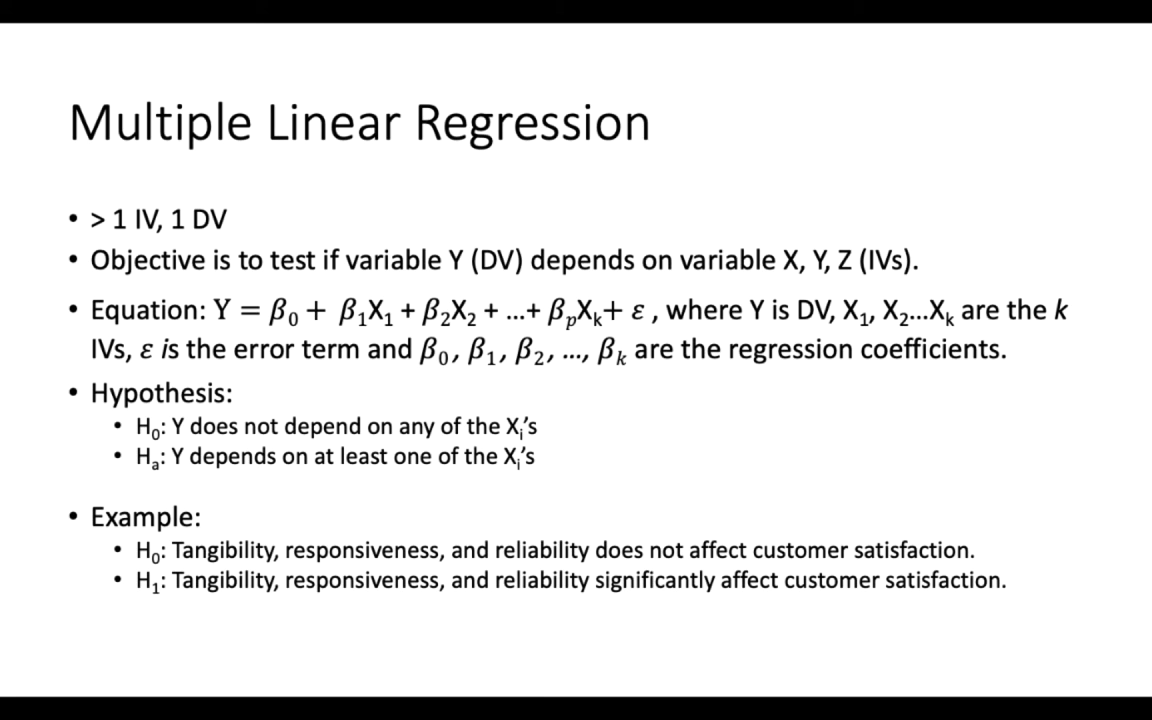 Multiple Linear Regression
• > 1 IV, 1 DV
• Objective is to test if variable Y (DV) depends on variable X, Y, Z (IVs).
• Equation: Y = β₀ + β₁X₁ + β₂X₂ + ...+ βₚXₖ+ ε , where Y is DV, X₁, X₂...Xₖ are the k
IVs, ε is the error term and β₀, β₁, β₂, ..., βₖ are the regression coefficients.
• Hypothesis:
• H₀: Y does not depend on any of the Xᵢ’s
• Hₐ: Y depends on at least one of the Xᵢ’s
• Example:
• H₀: Tangibility, responsiveness, and reliability does not affect customer satisfaction.
• H₁: Tangibility, responsiveness, and reliability significantly affect customer satisfaction.